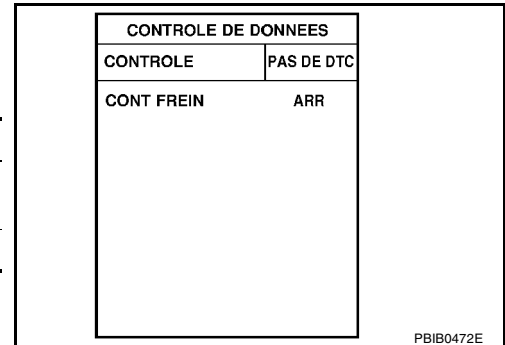 CONTROLE DE DONNEES
CONTROLE PAS DE DTC
CONT FREIN ARR
PBIB0472E